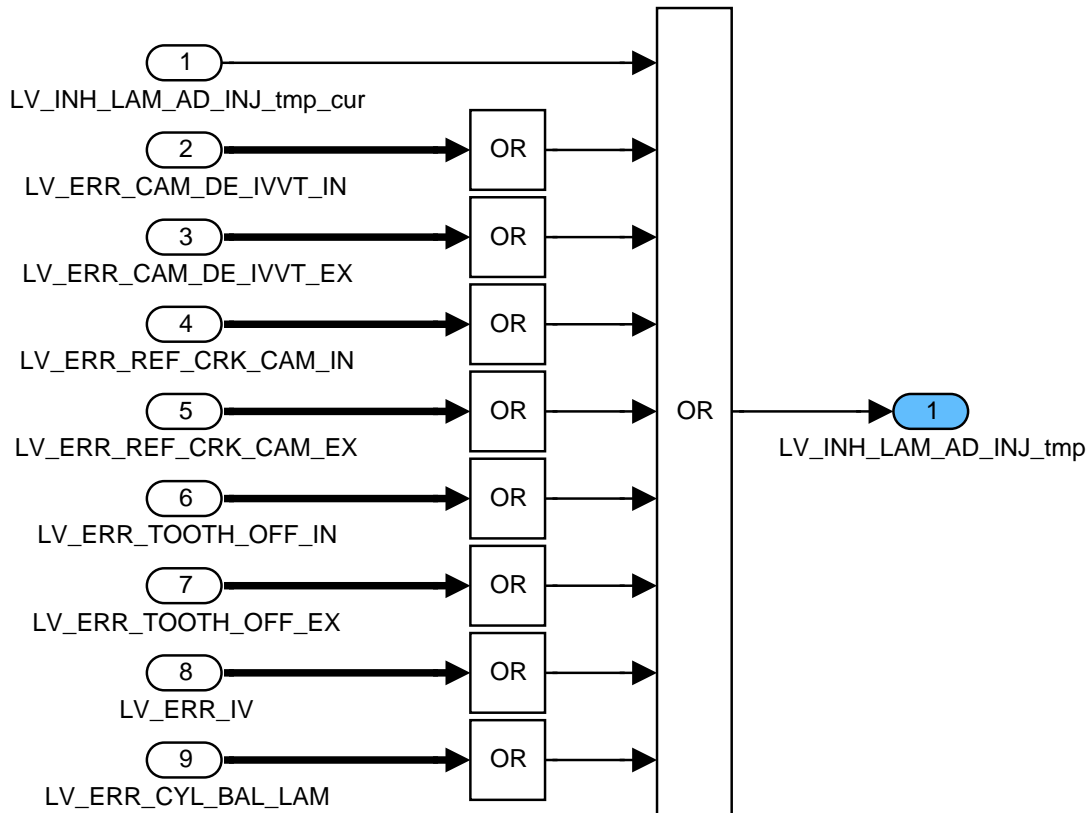 1
LV_INH_LAM_AD_INJ_tmp_cur
2
OR
LV_ERR_CAM_DE_IVVT_IN
3
OR
LV_ERR_CAM_DE_IVVT_EX
4
OR
LV_ERR_REF_CRK_CAM_IN
5
OR
OR
1
LV_ERR_REF_CRK_CAM_EX
LV_INH_LAM_AD_INJ_tmp
6
OR
LV_ERR_TOOTH_OFF_IN
7
OR
LV_ERR_TOOTH_OFF_EX
8
OR
LV_ERR_IV
9
OR
LV_ERR_CYL_BAL_LAM